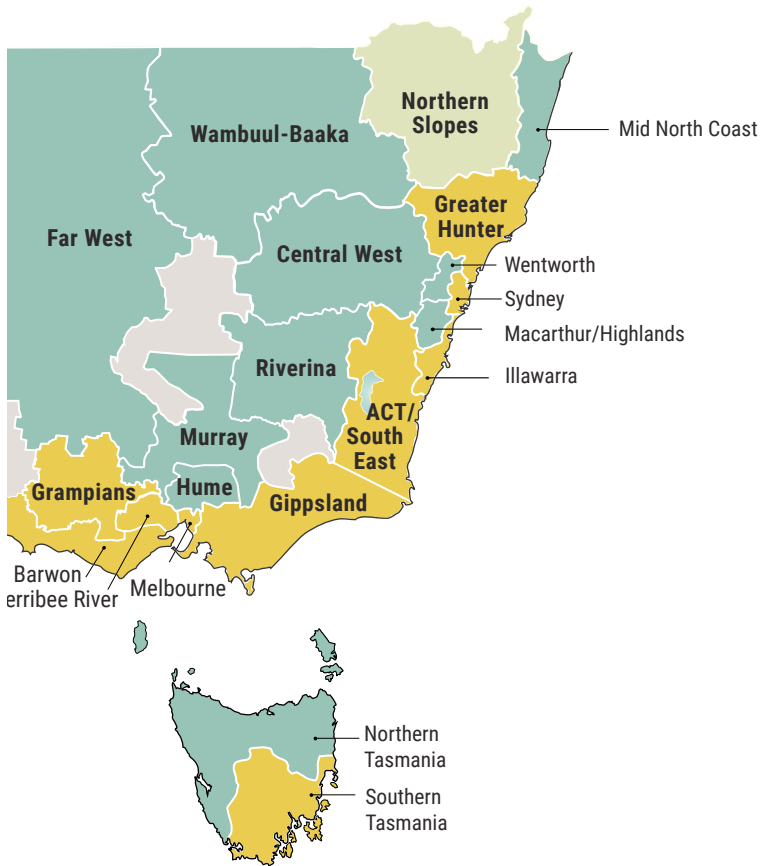 Northern
Slopes
Mid North Coast
Wambuul-Baaka
Greater
Hunter
Far West
Central West
Wentworth
Sydney
Macarthur/Highlands
Riverina
Illawarra
ACT/
South
East
Murray
Grampians
Hume
Gippsland
Barwon
erribee River
Melbourne
Northern
Tasmania
Southern
Tasmania